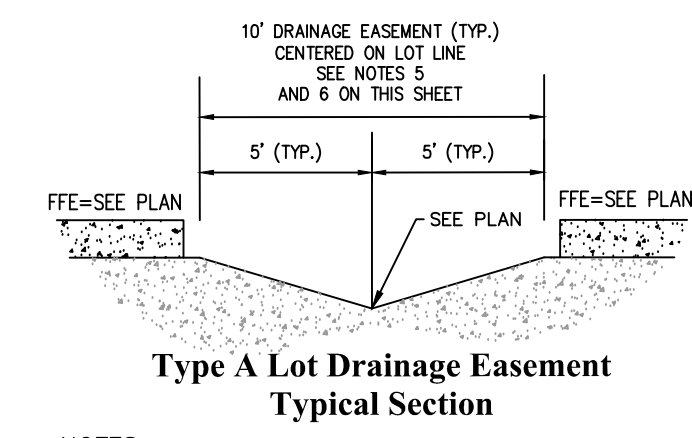 10' DRAINAGE EASEMENT (TYP.)
CENTERED ON LOT LINE
SEE NOTES 5
AND 6 ON THIS SHEET
5' (TYP.)
5' (TYP.)
FFE=SEE PLAN
FFE=SEE PLAN
SEE PLAN
Type A Lot Drainage Easement
Typical Section